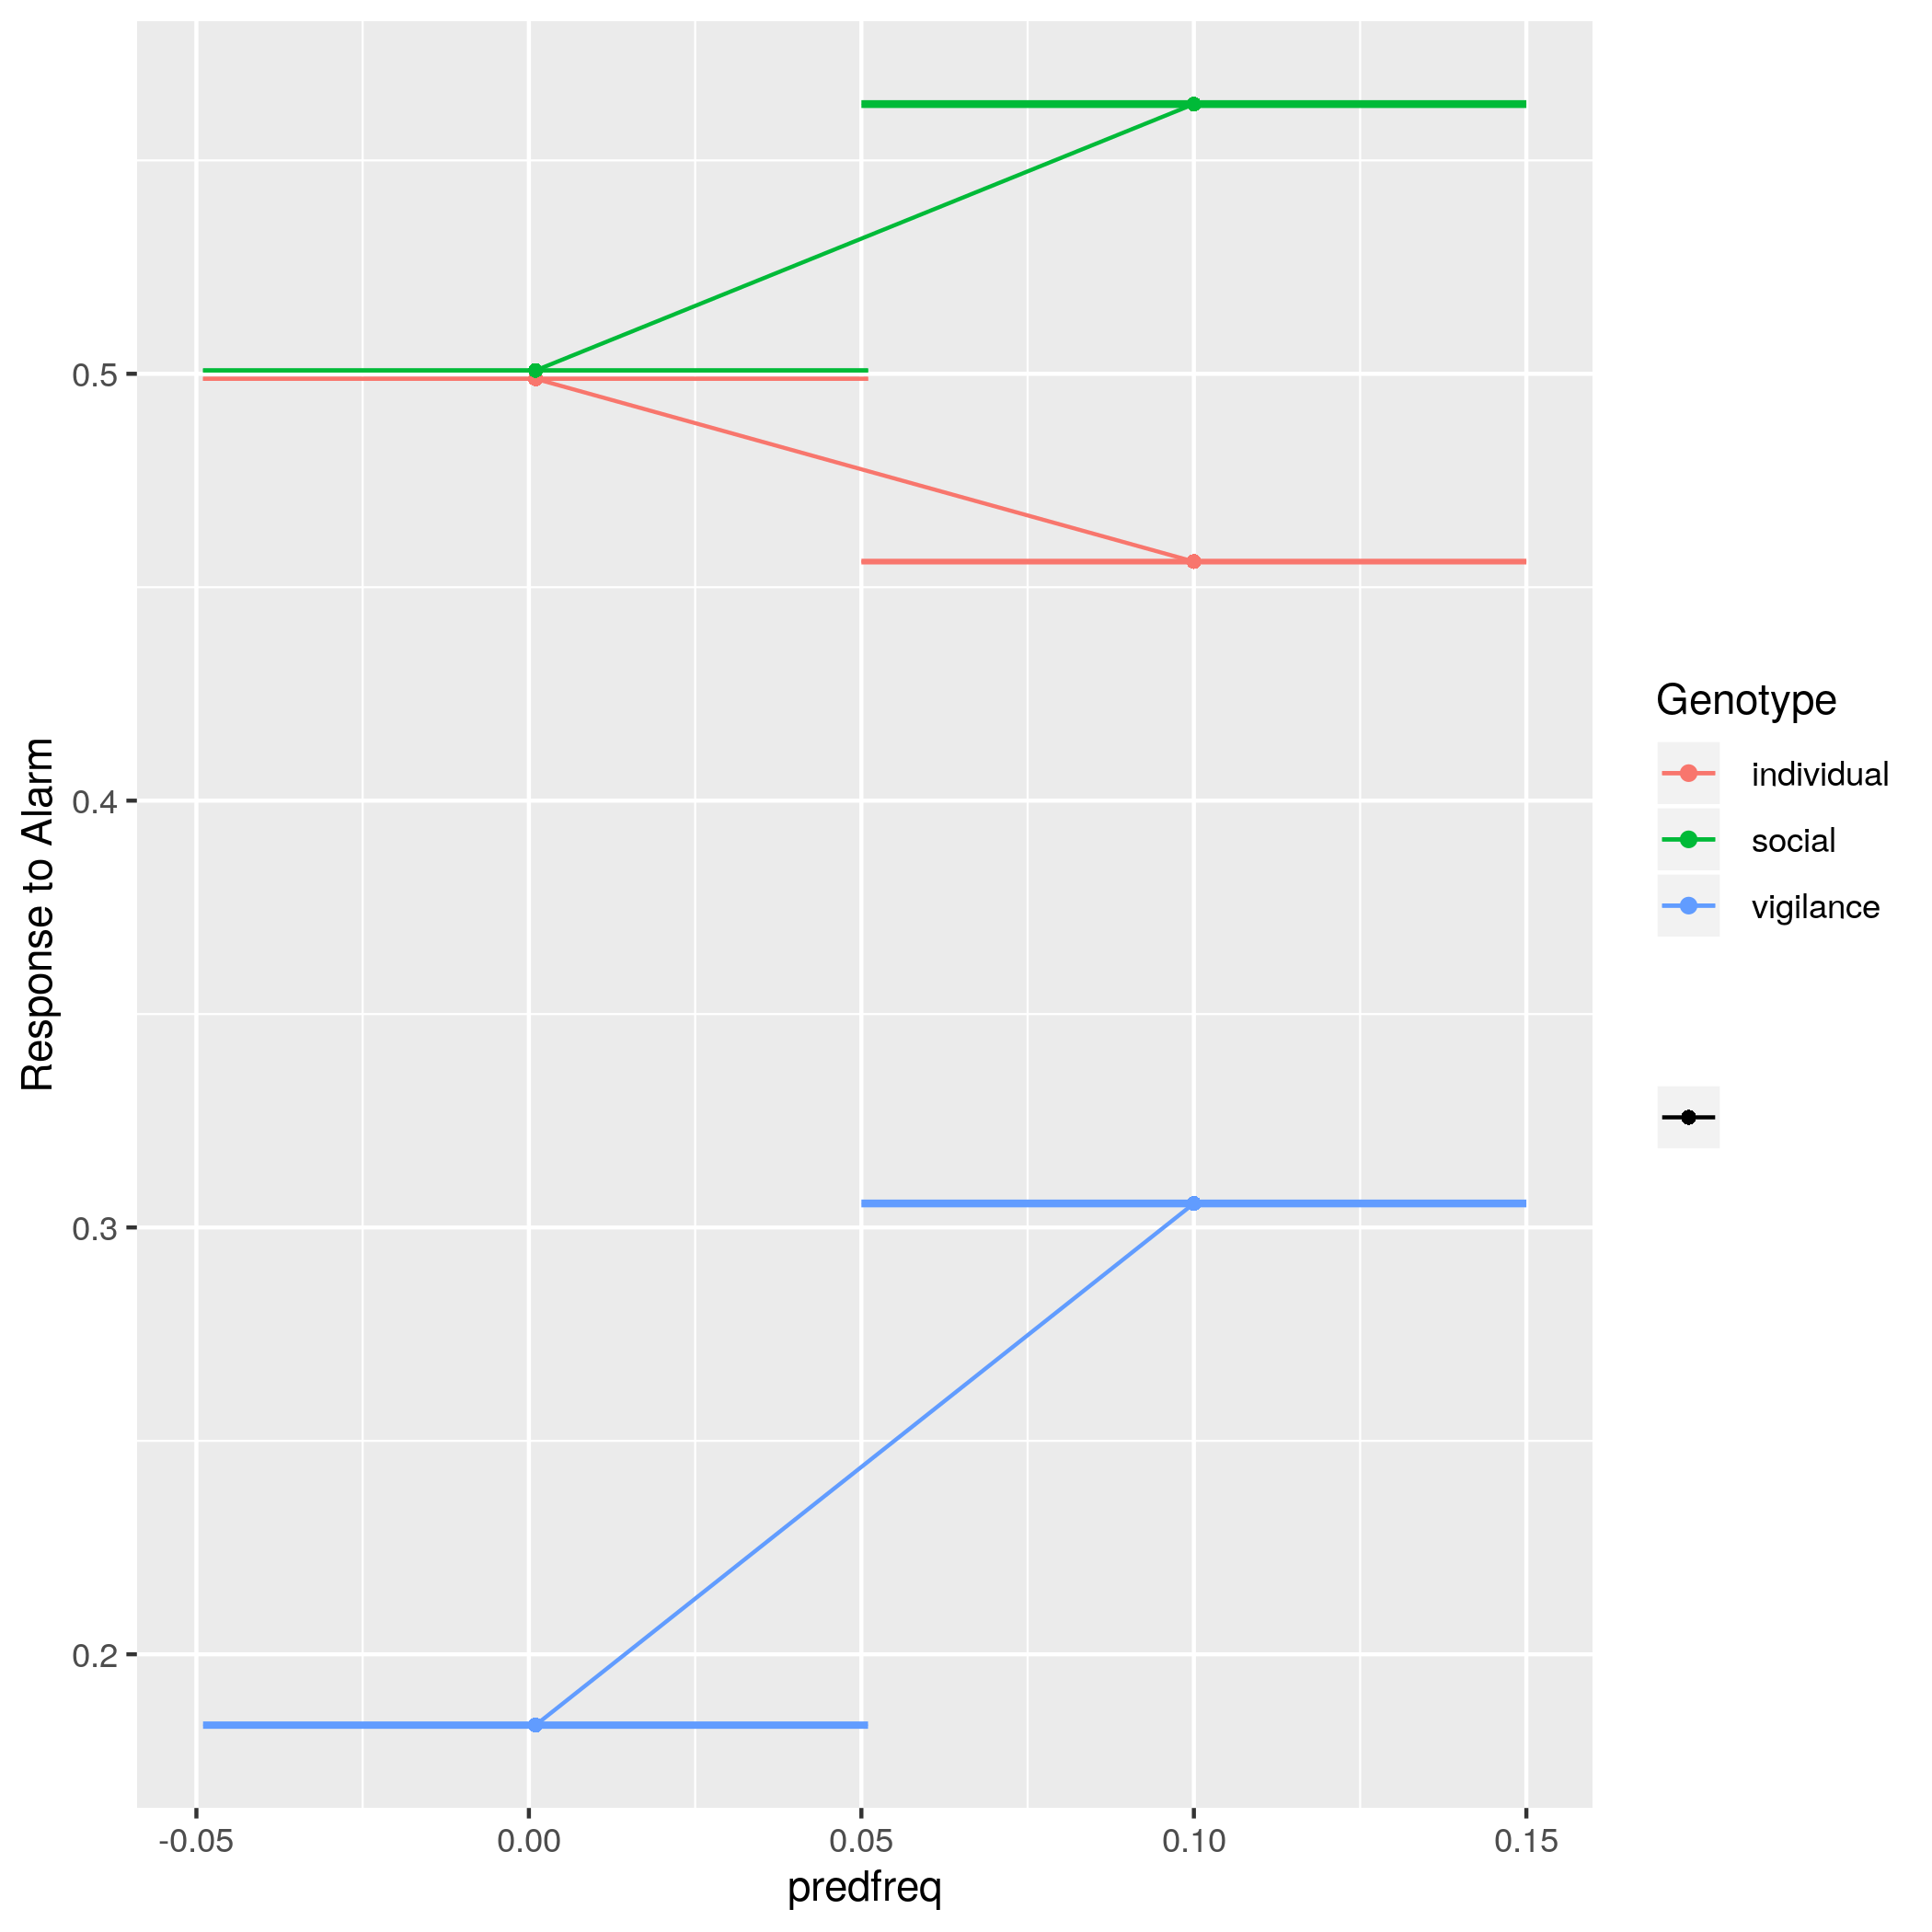 Response to Alarm
0.5
0.4
0.3
0.2
-0.05
0.00
0.05
0.10
0.15
predfreq
Genotype
individual
social
vigilance